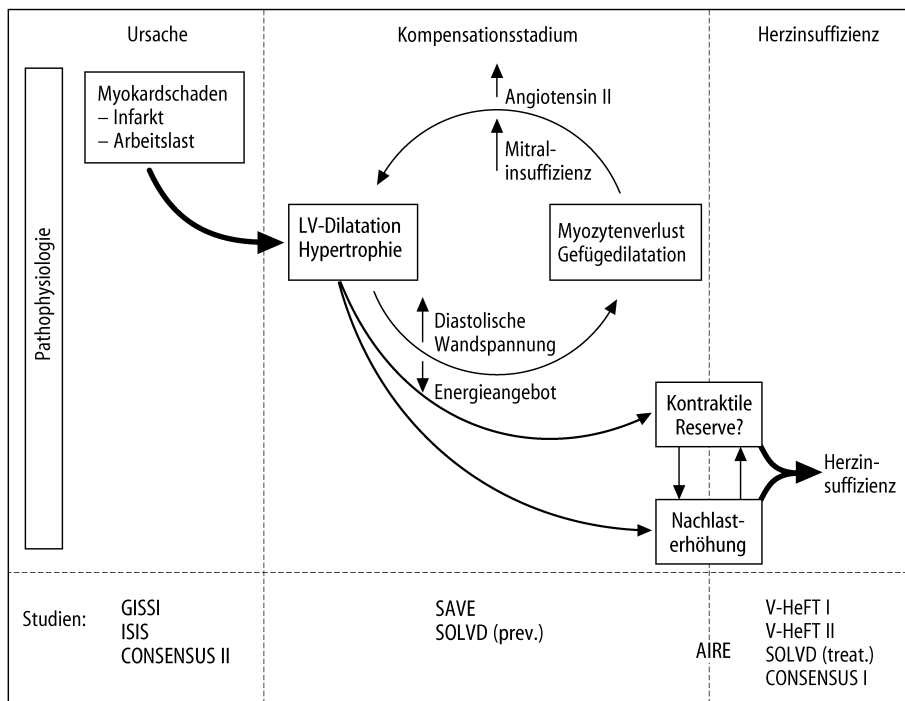 Ursache
Kompensationsstadium
Herzinsuffizienz
Pathophysiologie
Myokardschaden
– Infarkt
– Arbeitslast
Angiotensin II
Mitral-
insuffizienz
LV-Dilatation
Hypertrophie
Myozytenverlust
Gefügedilatation
Diastolische
Wandspannung
Energieangebot
Kontraktile
Reserve?
Herzin-
suffizienz
Nachlast-
erhöhung
Studien:
GISSI
ISIS
CONSENSUS II
SAVE
SOLVD (prev.)
AIRE
V-HeFT I
V-HeFT II
SOLVD (treat.)
CONSENSUS I